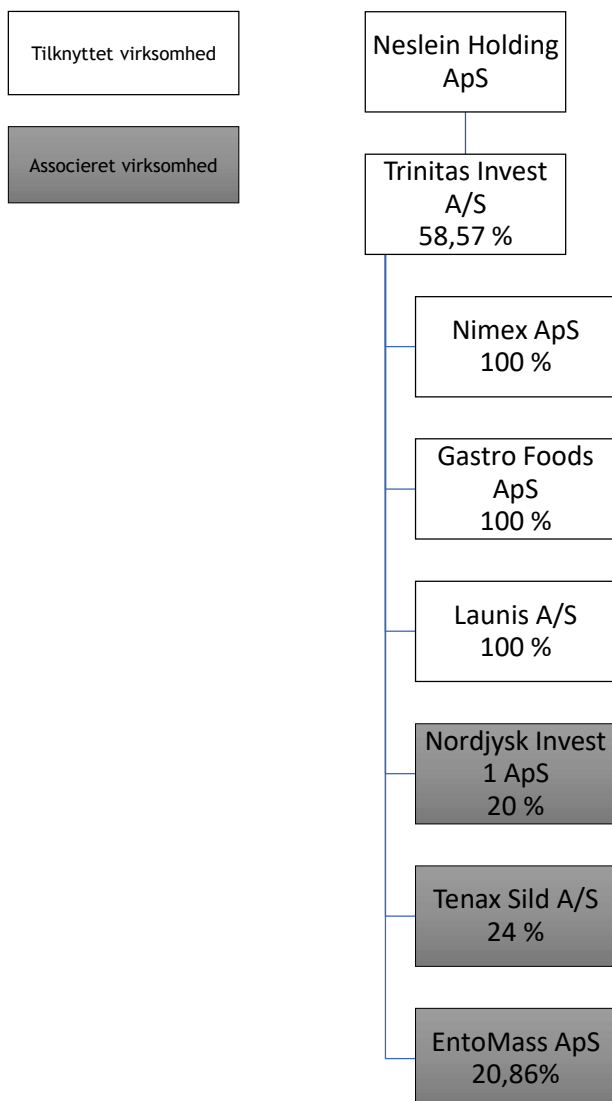 Tilknyttet virksomhed
Associeret virksomhed
Neslein Holding
ApS
Trinitas Invest
A/S
58,57 %
Nimex ApS
100 %
Gastro Foods
ApS
100 %
Launis A/S
100 %
Nordjysk Invest
1 ApS
20 %
Tenax Sild A/S
24 %
EntoMass ApS
20,86%